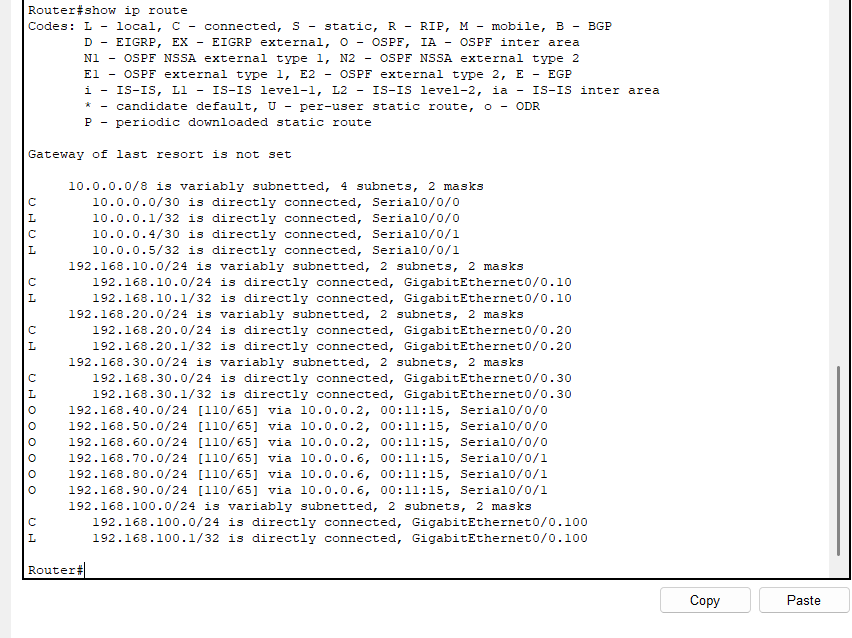 Router#show ip route
Codes: L - local, C - connected, S - static, R - RIP, M - mobile, B - BGP
       D - EIGRP, EX - EIGRP external, O - OSPF, IA - OSPF inter area
       N1 - OSPF NSSA external type 1, N2 - OSPF NSSA external type 2
       E1 - OSPF external type 1, E2 - OSPF external type 2, E - EGP
       i - IS-IS, L1 - IS-IS level-1, L2 - IS-IS level-2, ia - IS-IS inter area
       * - candidate default, U - per-user static route, o - ODR
       P - periodic downloaded static route
Gateway of last resort is not set
     10.0.0.0/8 is variably subnetted, 4 subnets, 2 masks
C       10.0.0.0/30 is directly connected, Serial0/0/0
L       10.0.0.1/32 is directly connected, Serial0/0/0
C       10.0.0.4/30 is directly connected, Serial0/0/1
L       10.0.0.5/32 is directly connected, Serial0/0/1
     192.168.10.0/24 is variably subnetted, 2 subnets, 2 masks
C       192.168.10.0/24 is directly connected, GigabitEthernet0/0.10
L       192.168.10.1/32 is directly connected, GigabitEthernet0/0.10
     192.168.20.0/24 is variably subnetted, 2 subnets, 2 masks
C       192.168.20.0/24 is directly connected, GigabitEthernet0/0.20
L       192.168.20.1/32 is directly connected, GigabitEthernet0/0.20
     192.168.30.0/24 is variably subnetted, 2 subnets, 2 masks
C       192.168.30.0/24 is directly connected, GigabitEthernet0/0.30
L       192.168.30.1/32 is directly connected, GigabitEthernet0/0.30
O    192.168.40.0/24 [110/65] via 10.0.0.2, 00:11:15, Serial0/0/0
O    192.168.50.0/24 [110/65] via 10.0.0.2, 00:11:15, Serial0/0/0
O    192.168.60.0/24 [110/65] via 10.0.0.2, 00:11:15, Serial0/0/0
O    192.168.70.0/24 [110/65] via 10.0.0.6, 00:11:15, Serial0/0/1
O    192.168.80.0/24 [110/65] via 10.0.0.6, 00:11:15, Serial0/0/1
O    192.168.90.0/24 [110/65] via 10.0.0.6, 00:11:15, Serial0/0/1
     192.168.100.0/24 is variably subnetted, 2 subnets, 2 masks
C       192.168.100.0/24 is directly connected, GigabitEthernet0/0.100
L       192.168.100.1/32 is directly connected, GigabitEthernet0/0.100
Router#
Copy Paste